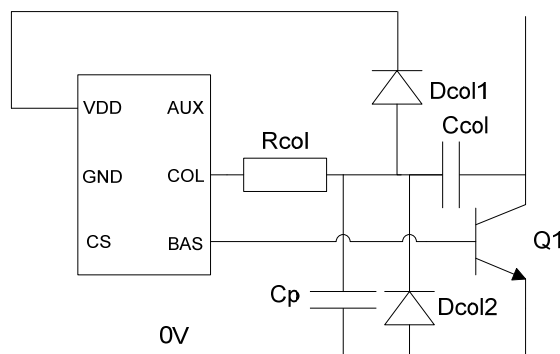 Dcol1
VDD AUX
Ccol
Rcol
GND COL
CS BAS
Q1
Cp
Dcol2
0V